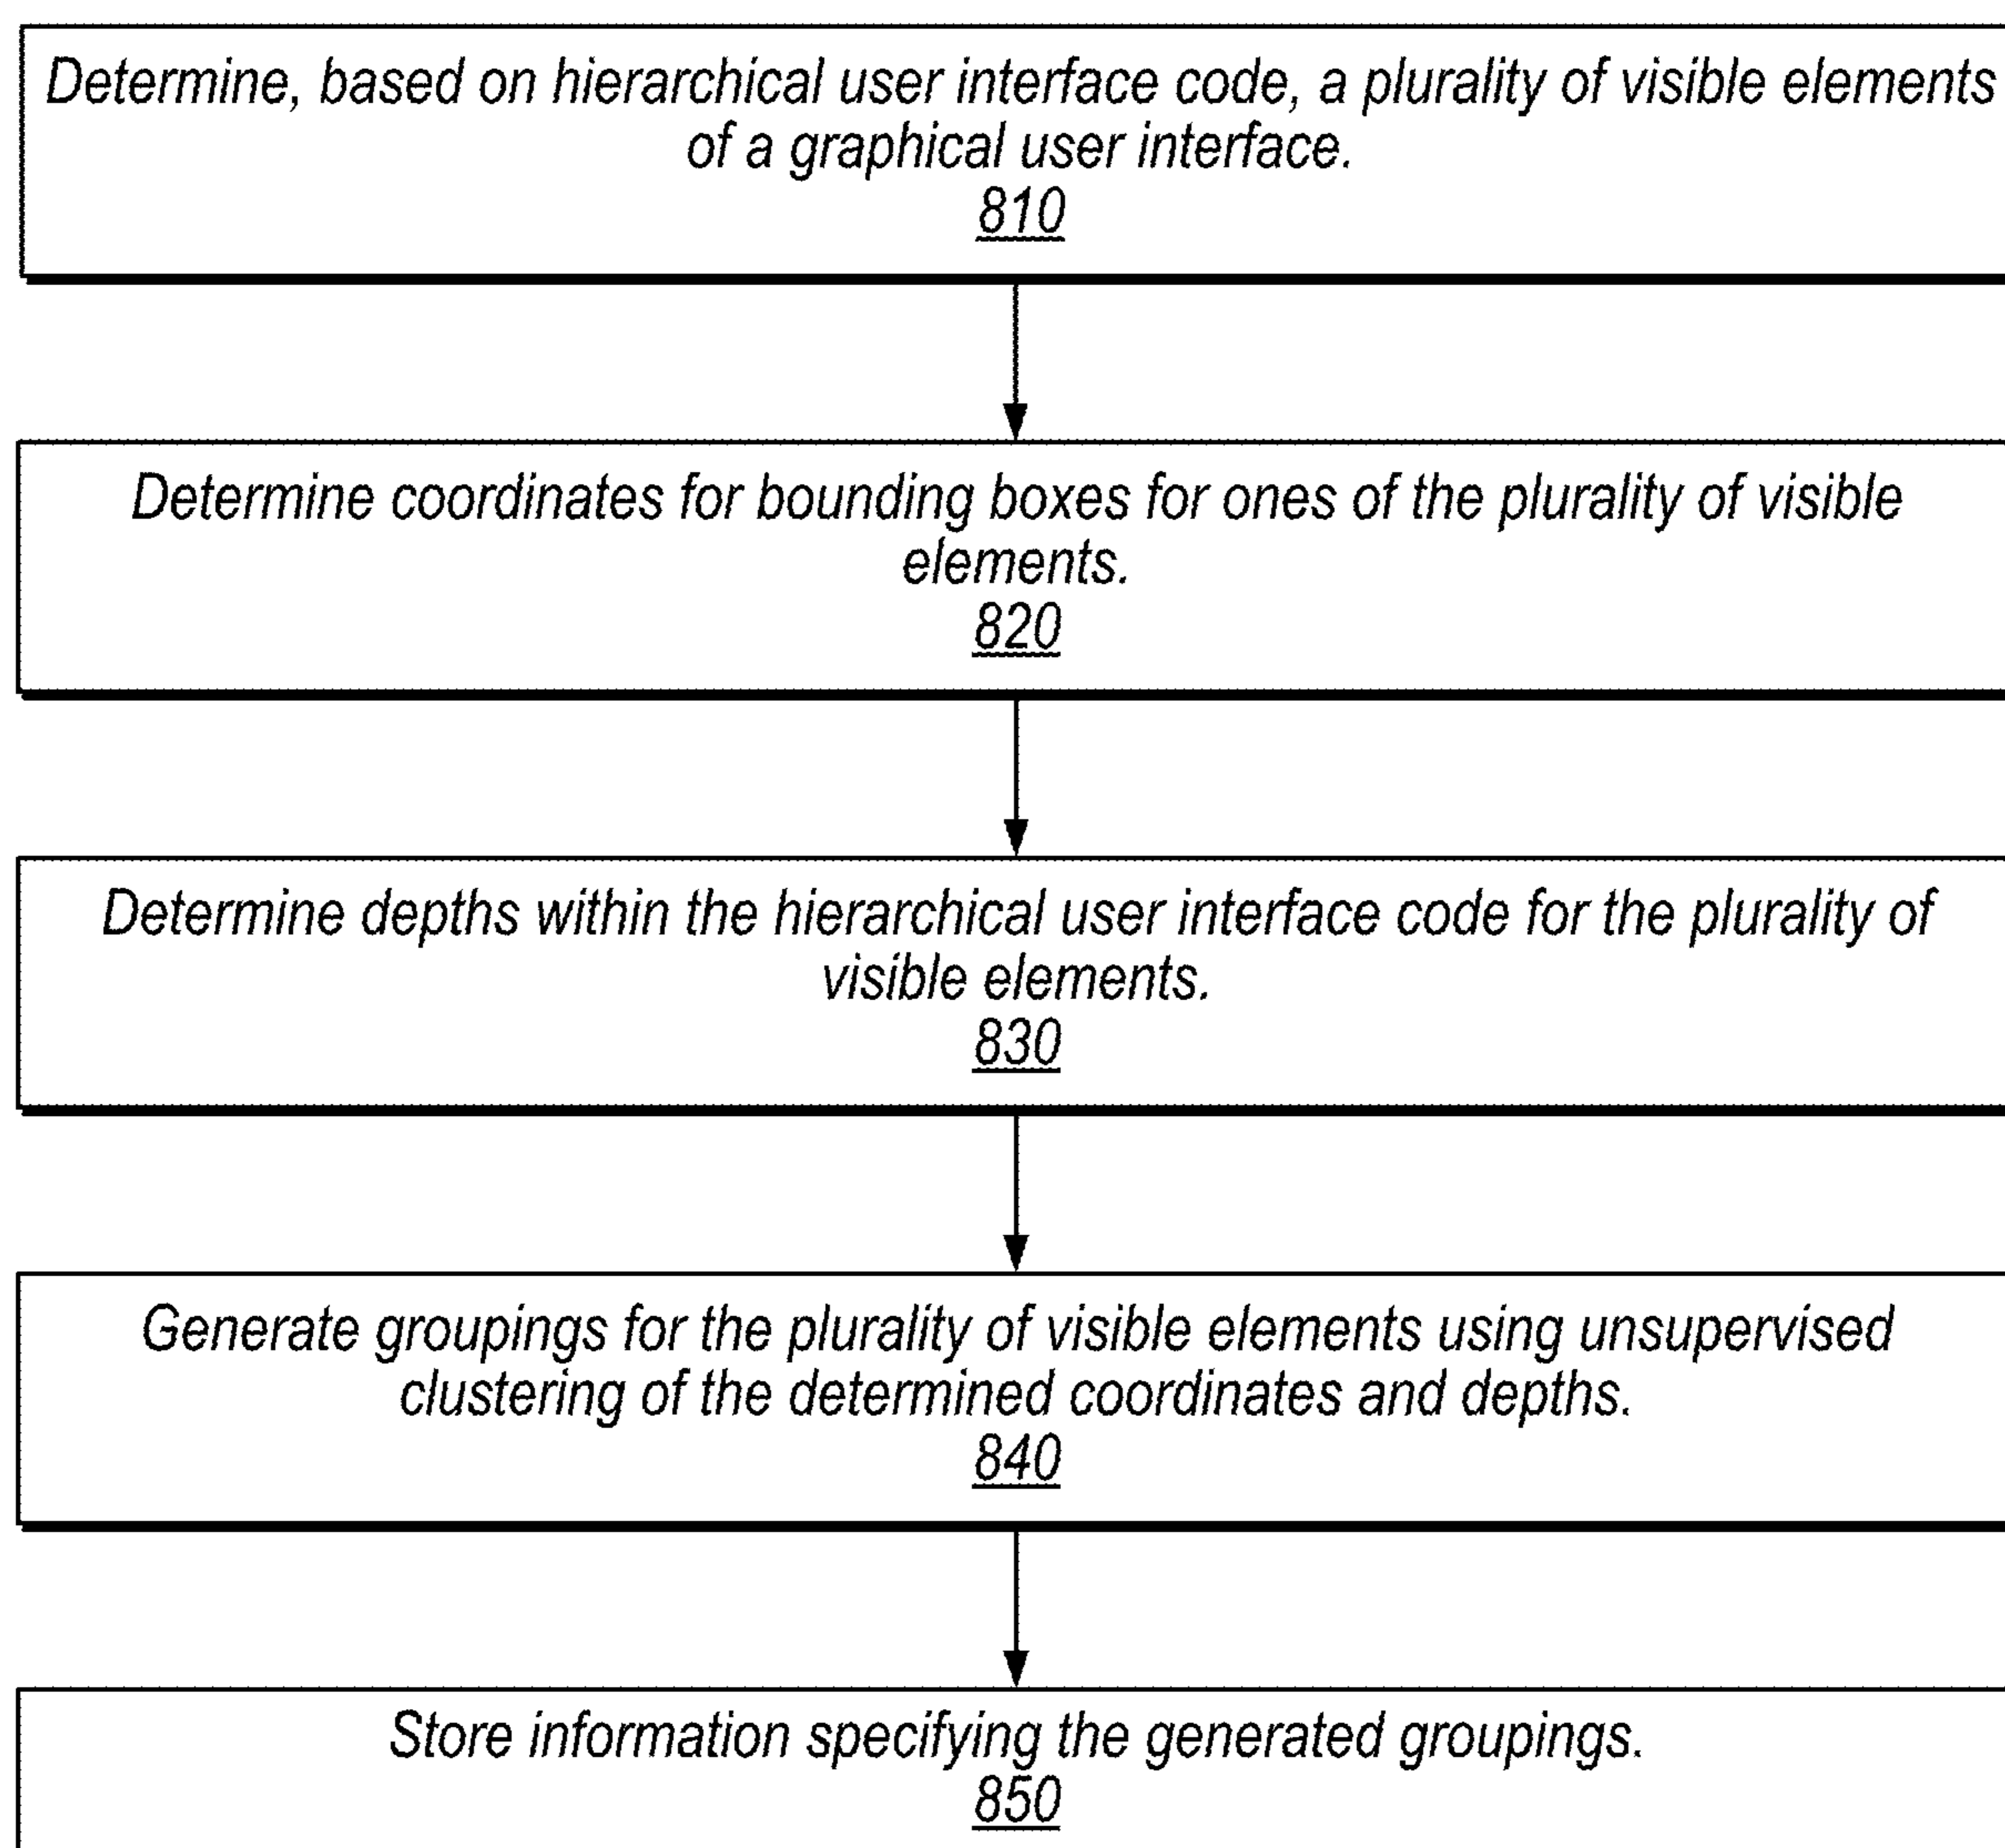 Determine, based on hierarchical user interface code, a plurality of visible elements
of a graphical user interface.
810
Determine coordinates for bounding boxes for ones of the plurality of visible
elements.
820
Determine depths within the hierarchical user interface code for the plurality of
visible elements.
830
Generate groupings for the plurality of visible elements using unsupervised
clustering of the determined coordinates and depths.
840
Store information specifying the generated groupings.
850